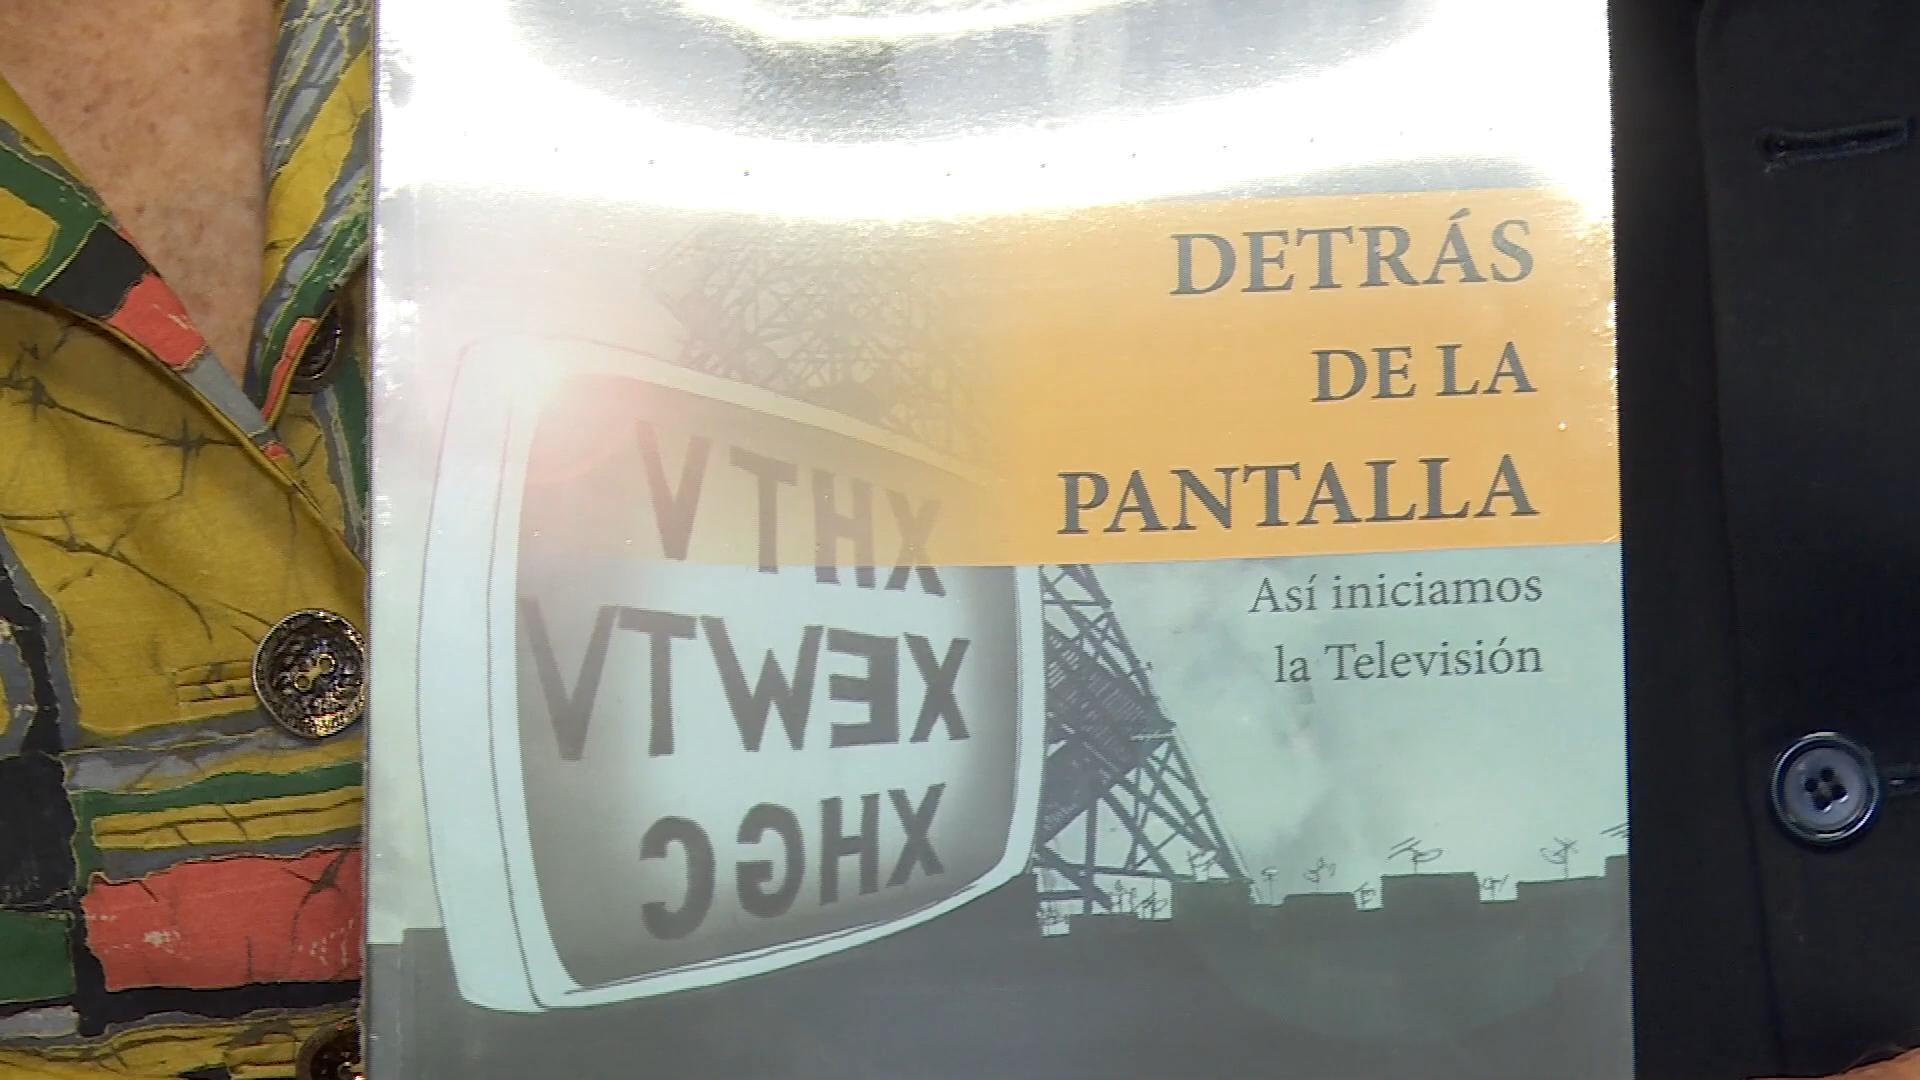 DETRÁS
DE LA
PANTALLA
Así iniciamos
la Televisión
XHTV
XEWTV
XHGC